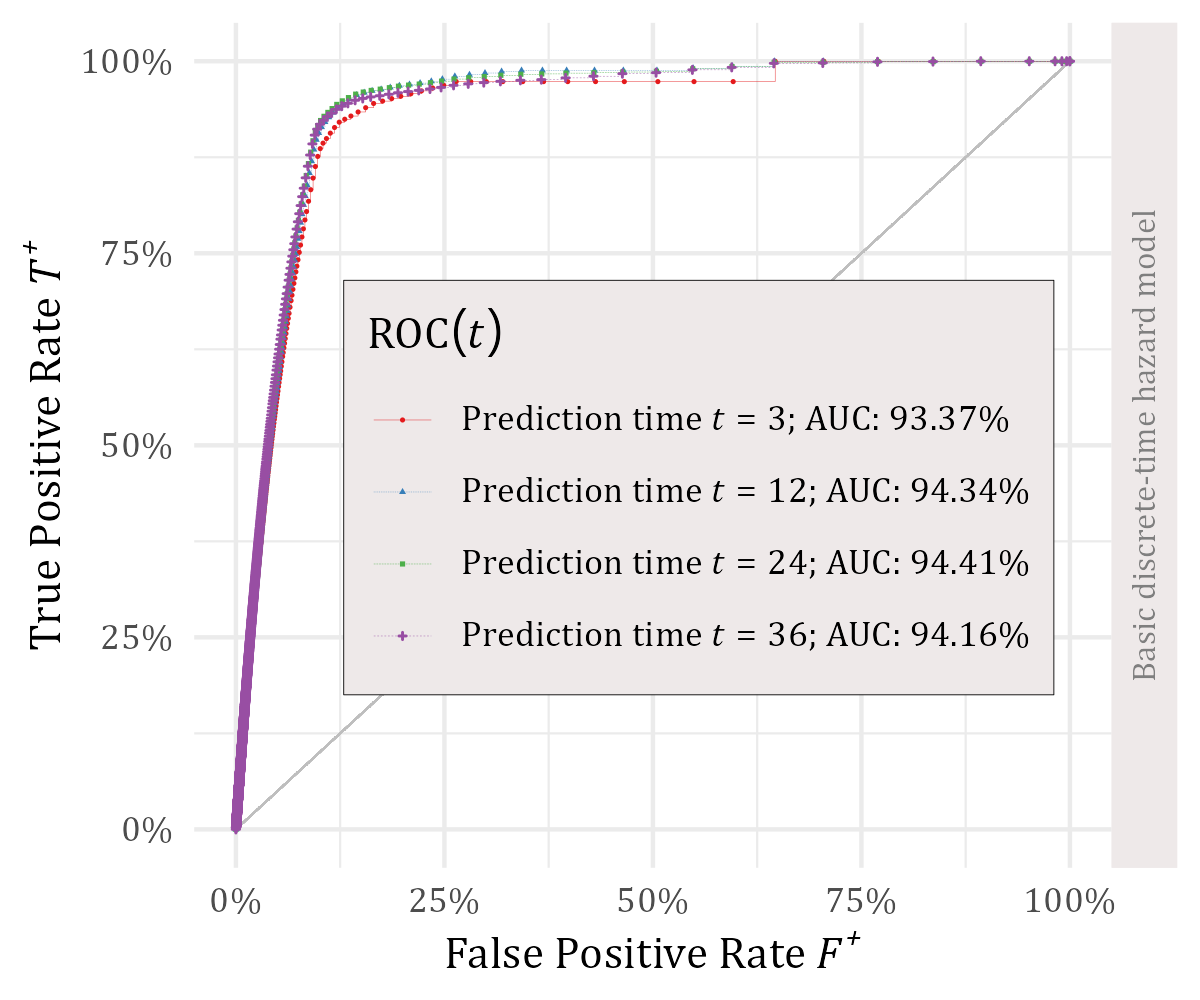 100%
75%
50%
25%
0%
True Positive Rate T⁺
ROC(t)
Prediction time t = 3; AUC: 93.37%
Prediction time t = 12; AUC: 94.34%
Prediction time t = 24; AUC: 94.41%
Prediction time t = 36; AUC: 94.16%
Basic discrete-time hazard model
0%
25%
50%
75%
100%
False Positive Rate F⁺